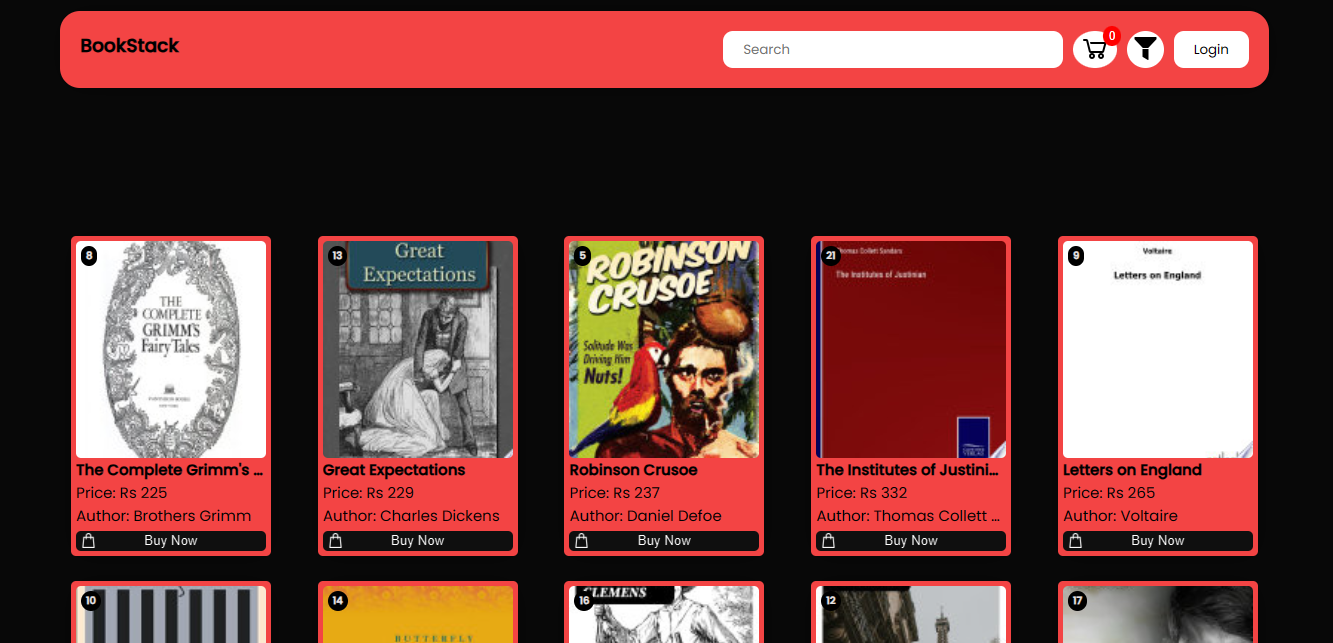 BookStack
Search
0
Login
8
THE
COMPLETE
GRIMM'S
Fairy Tales
The Complete Grimm's ...
Price: Rs 225
Author: Brothers Grimm
Buy Now
13
Great
Expectations
Great Expectations
Price: Rs 229
Author: Charles Dickens
Buy Now
5
ROBINSON
CRUSOE
Solitude Was
Driving Him
Nuts!
Robinson Crusoe
Price: Rs 237
Author: Daniel Defoe
Buy Now
21
Thomas Collett Sandars
The Institutes of Justinian
The Institutes of Justini...
Price: Rs 332
Author: Thomas Collett ...
Buy Now
9
Voltaire
Letters on England
Letters on England
Price: Rs 265
Author: Voltaire
Buy Now
10
14
BUTTERFLY
16
CLEMENS
12
17